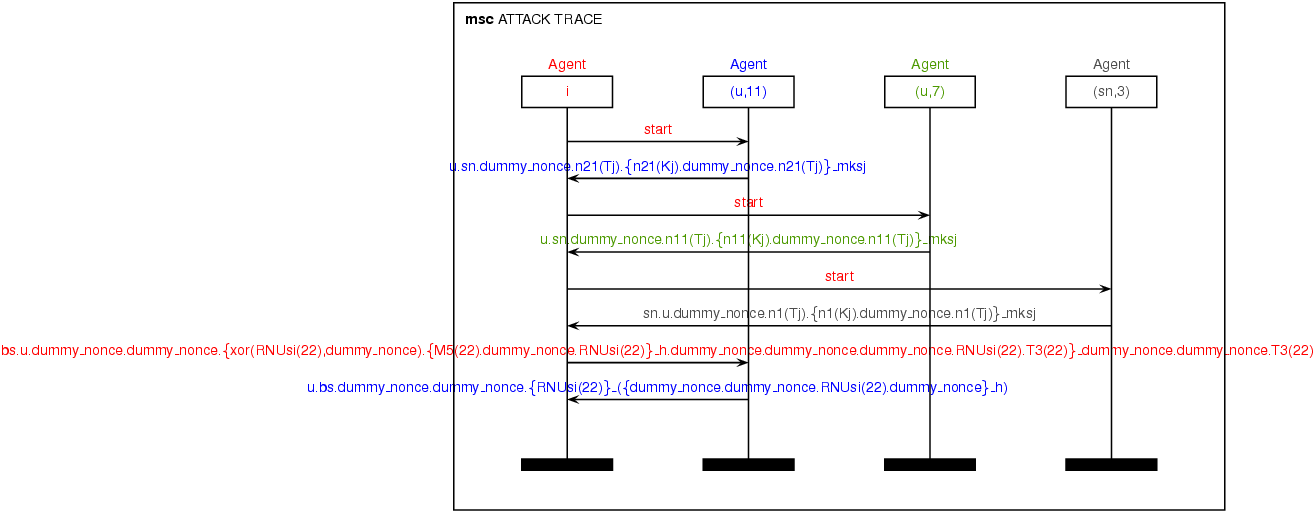 msc ATTACK TRACE
Agent Agent Agent Agent
i (u,11) (u,7) (sn,3)
start
u.sn.dummy_nonce.n21(Tj).{n21(Kj).dummy_nonce.n21(Tj)}_mksj
start
u.sn.dummy_nonce.n11(Tj).{n11(Kj).dummy_nonce.n11(Tj)}_mksj
start
sn.u.dummy_nonce.n1(Tj).{n1(Kj).dummy_nonce.n1(Tj)}_mksj
bs.u.dummy_nonce.dummy_nonce.{xor(RNUsi(22),dummy_nonce).{M5(22).dummy_nonce.RNUsi(22)}_h.dummy_nonce.dummy_nonce.dummy_nonce.RNUsi(22).T3(22)}_dummy_nonce.dummy_nonce.T3(22)
u.bs.dummy_nonce.dummy_nonce.{RNUsi(22)}_({dummy_nonce.dummy_nonce.RNUsi(22).dummy_nonce}_h)